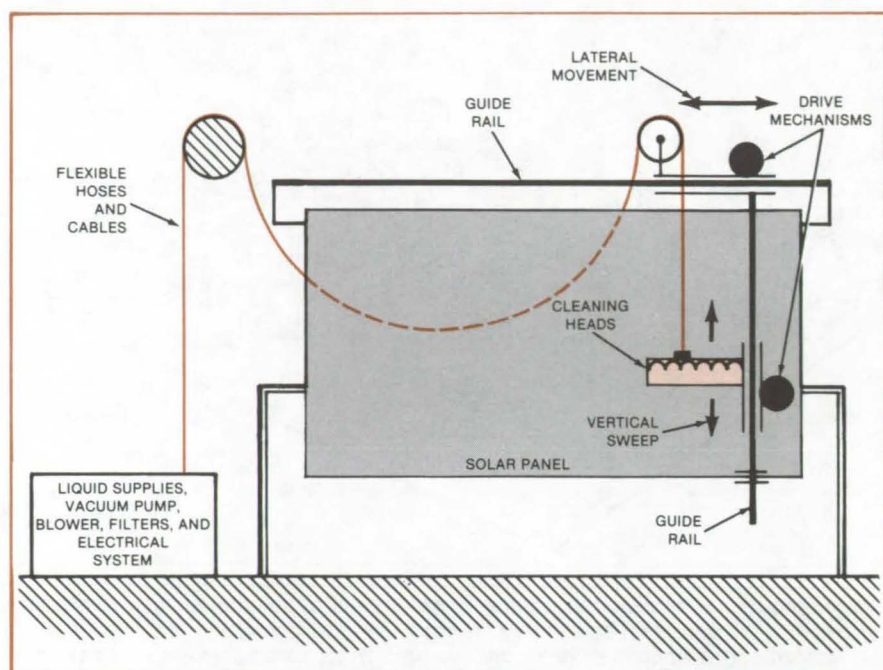 LATERAL
MOVEMENT
DRIVE
MECHANISMS
GUIDE
RAIL
FLEXIBLE
HOSES
AND
CABLES
CLEANING
HEADS
VERTICAL
SWEEP
SOLAR PANEL
LIQUID SUPPLIES,
VACUUM PUMP,
BLOWER, FILTERS, AND
ELECTRICAL
SYSTEM
GUIDE
RAIL